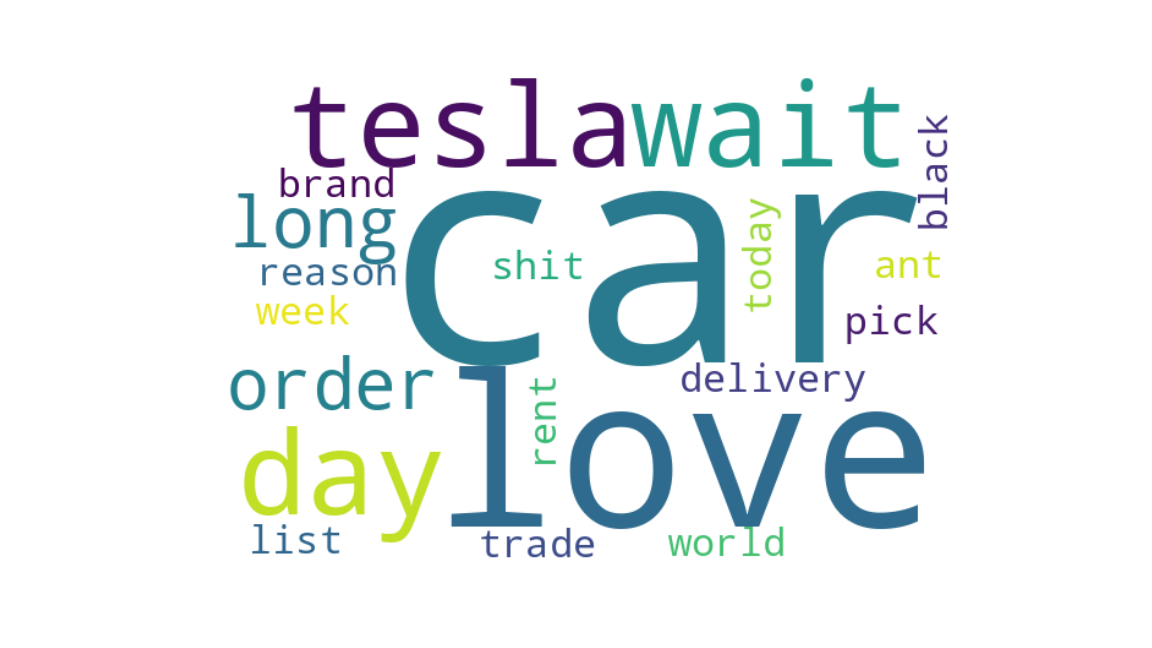 tesla wait
black
brand
car
long
today
shit
ant
reason
week
pick
order
love
delivery
rent
day
list
trade
world